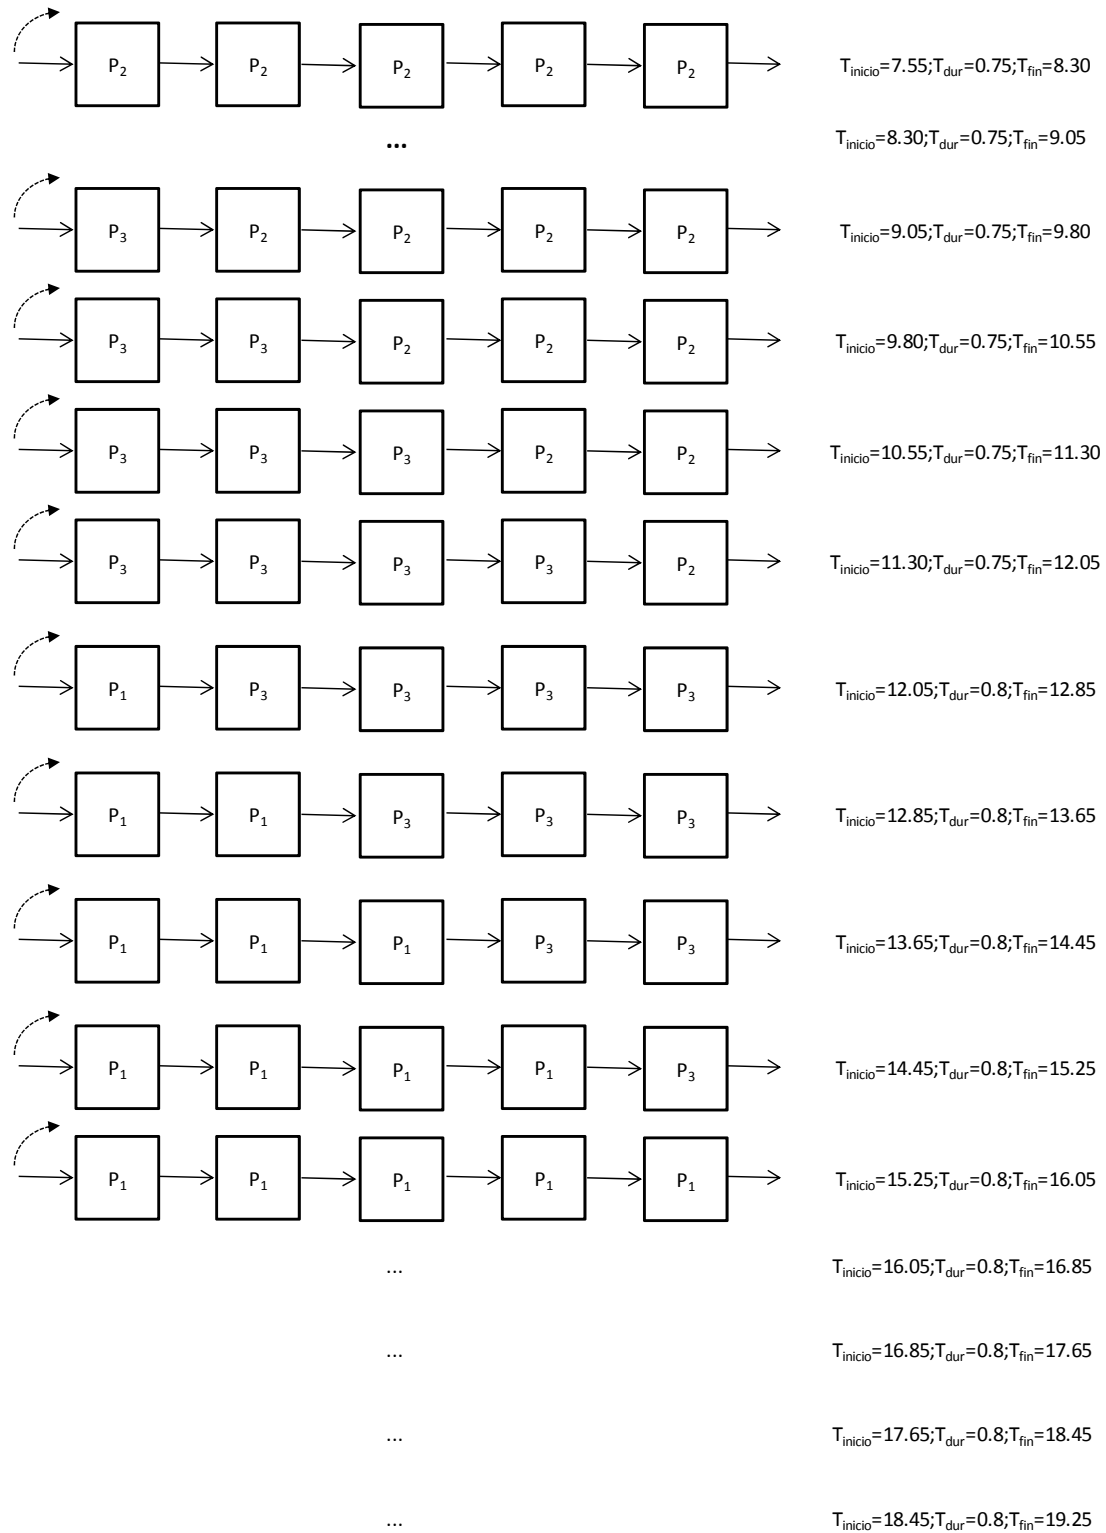 P2 P2 P2 P2 P2 Tinicio=7.55;Tdur=0.75;Tfin=8.30
... Tinicio=8.30;Tdur=0.75;Tfin=9.05
P3 P2 P2 P2 P2 Tinicio=9.05;Tdur=0.75;Tfin=9.80
P3 P3 P2 P2 P2 Tinicio=9.80;Tdur=0.75;Tfin=10.55
P3 P3 P3 P2 P2 Tinicio=10.55;Tdur=0.75;Tfin=11.30
P3 P3 P3 P3 P2 Tinicio=11.30;Tdur=0.75;Tfin=12.05
P1 P3 P3 P3 P3 Tinicio=12.05;Tdur=0.8;Tfin=12.85
P1 P1 P3 P3 P3 Tinicio=12.85;Tdur=0.8;Tfin=13.65
P1 P1 P1 P3 P3 Tinicio=13.65;Tdur=0.8;Tfin=14.45
P1 P1 P1 P1 P3 Tinicio=14.45;Tdur=0.8;Tfin=15.25
P1 P1 P1 P1 P1 Tinicio=15.25;Tdur=0.8;Tfin=16.05
... Tinicio=16.05;Tdur=0.8;Tfin=16.85
... Tinicio=16.85;Tdur=0.8;Tfin=17.65
... Tinicio=17.65;Tdur=0.8;Tfin=18.45
... Tinicio=18.45;Tdur=0.8;Tfin=19.25